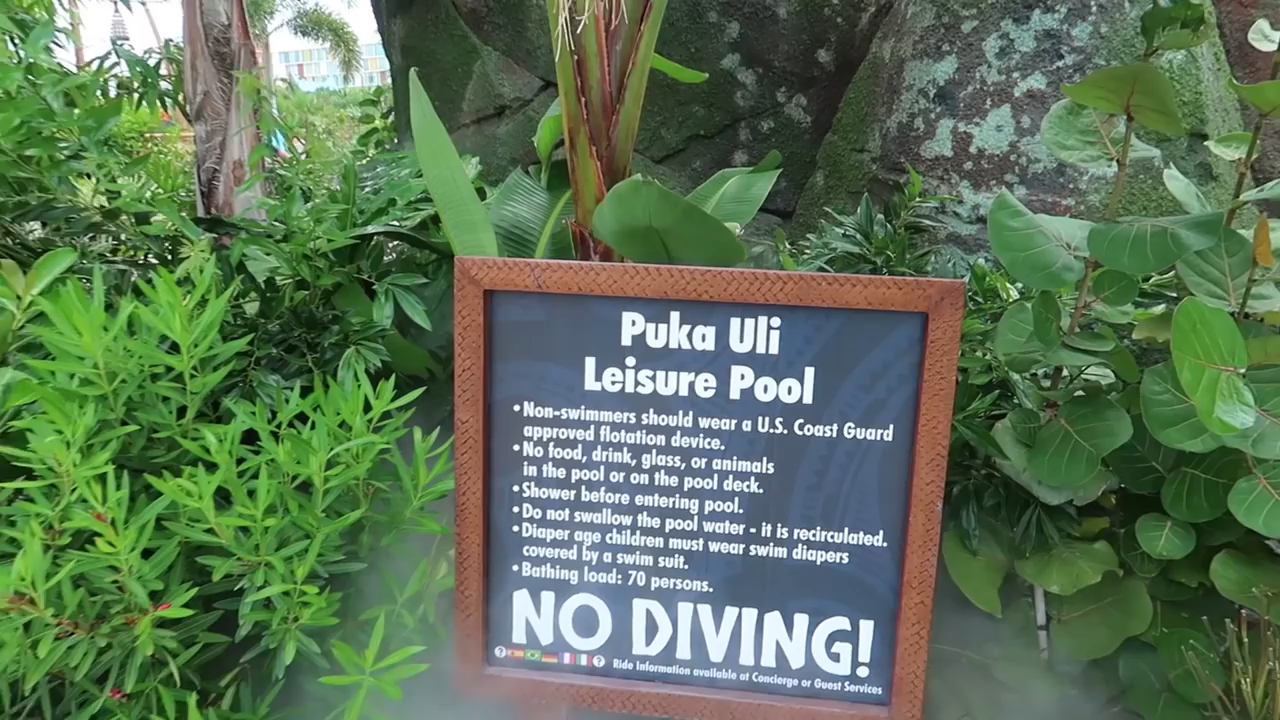 Puka Uli
Leisure Pool
•Non-swimmers should wear a U.S. Coast Guard
approved flotation device.
•No food, drink, glass, or animals
in the pool or on the pool deck.
•Shower before entering pool.
•Do not swallow the pool water - it is recirculated.
•Diaper age children must wear swim diapers
covered by a swim suit.
•Bathing load: 70 persons.
NO DIVING!
? ? Ride Information available at Concierge or Guest Services